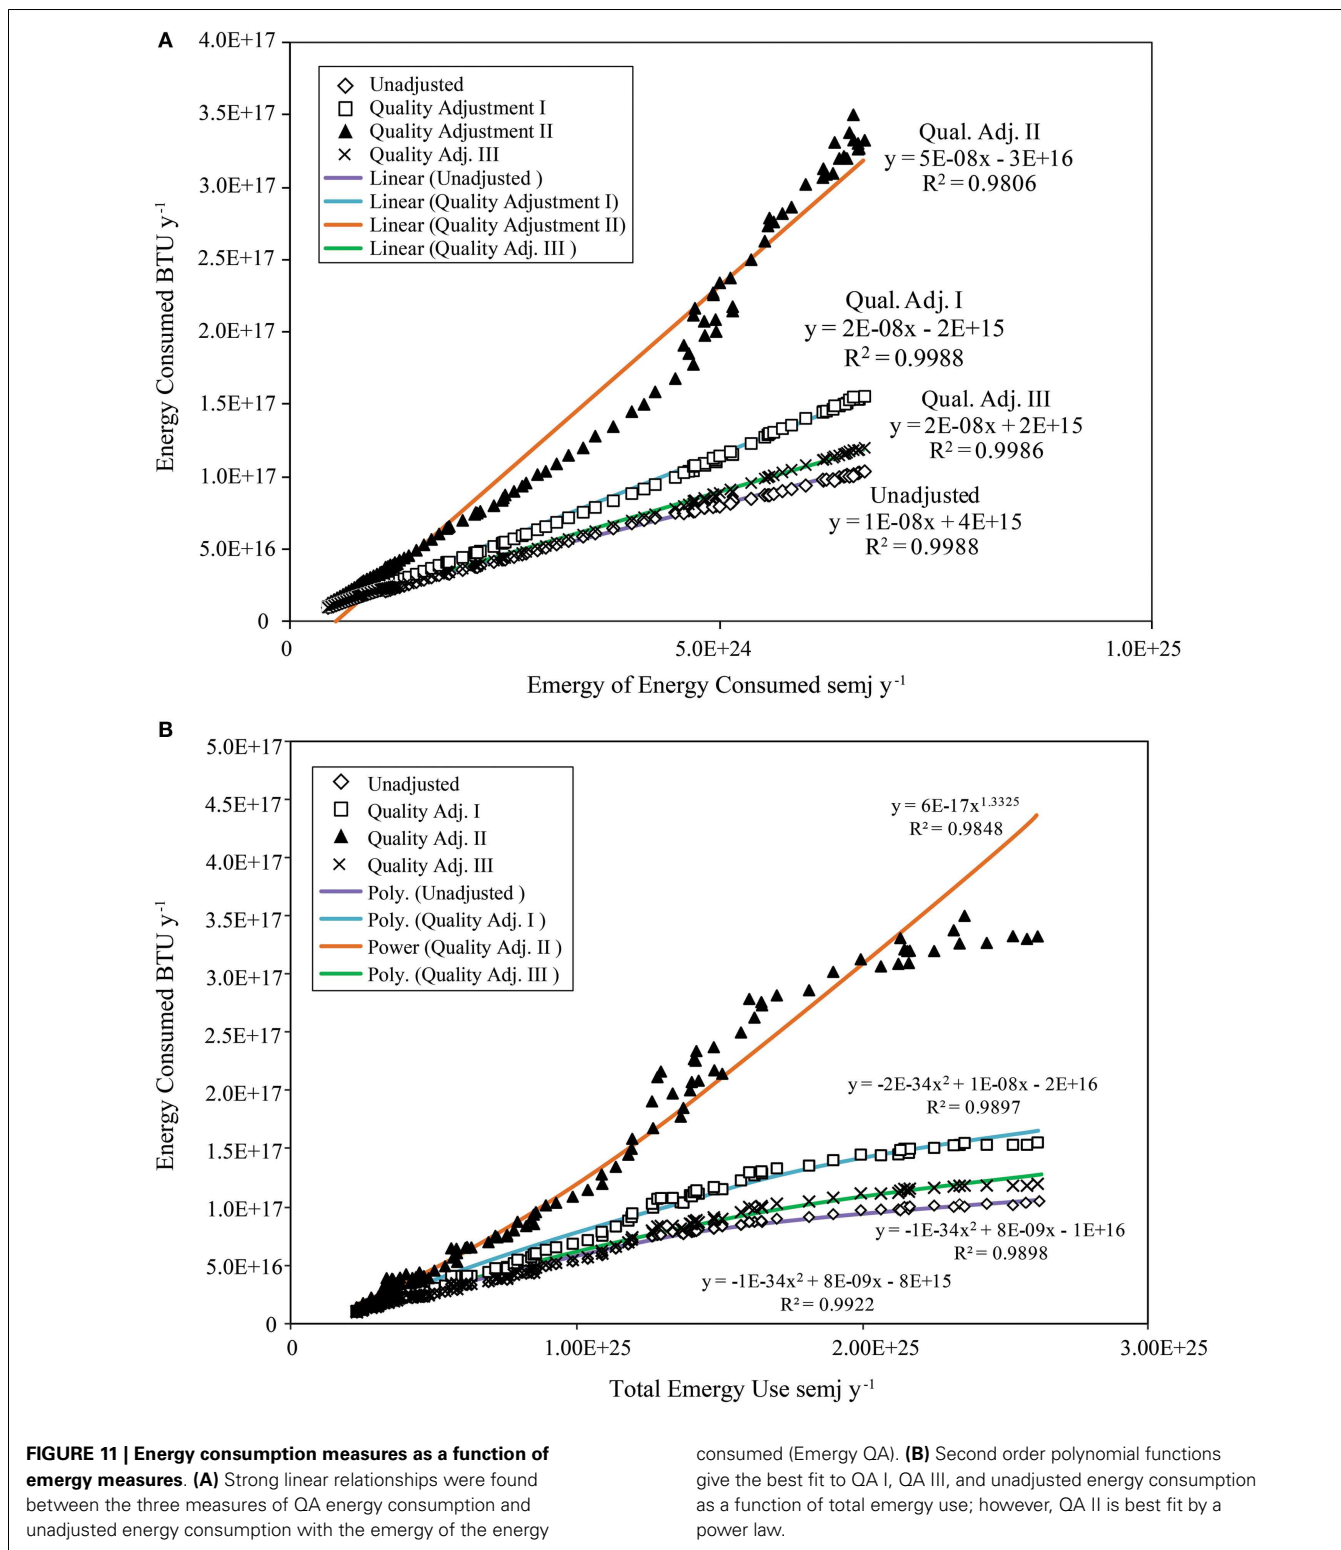 A
4.0E+17
3.5E+17
3.0E+17
2.5E+17
2.0E+17
1.5E+17
1.0E+17
5.0E+16
0
Energy Consumed BTU y-1
Unadjusted
Quality Adjustment I
Quality Adjustment II
Quality Adj. III
Linear (Unadjusted )
Linear (Quality Adjustment I)
Linear (Quality Adjustment II)
Linear (Quality Adj. III )
Qual. Adj. II
y = 5E-08x - 3E+16
R² = 0.9806
Qual. Adj. I
y = 2E-08x - 2E+15
R² = 0.9988
Qual. Adj. III
y = 2E-08x + 2E+15
R² = 0.9986
Unadjusted
y = 1E-08x + 4E+15
R² = 0.9988
0
5.0E+24
1.0E+25
Emergy of Energy Consumed semj y-1
B
5.0E+17
4.5E+17
4.0E+17
3.5E+17
3.0E+17
2.5E+17
2.0E+17
1.5E+17
1.0E+17
5.0E+16
0
Energy Consumed BTU y-1
Unadjusted
Quality Adj. I
Quality Adj. II
Quality Adj. III
Poly. (Unadjusted )
Poly. (Quality Adj. I )
Power (Quality Adj. II )
Poly. (Quality Adj. III )
y = 6E-17x1.3325
R² = 0.9848
y = -2E-34x² + 1E-08x - 2E+16
R² = 0.9897
y = -1E-34x² + 8E-09x - 1E+16
R² = 0.9898
y = -1E-34x² + 8E-09x - 8E+15
R² = 0.9922
0
1.00E+25
2.00E+25
3.00E+25
Total Emergy Use semj y-1
FIGURE 11 | Energy consumption measures as a function of
emergy measures. (A) Strong linear relationships were found
between the three measures of QA energy consumption and
unadjusted energy consumption with the emergy of the energy
consumed (Emergy QA). (B) Second order polynomial functions
give the best fit to QA I, QA III, and unadjusted energy consumption
as a function of total emergy use; however, QA II is best fit by a
power law.